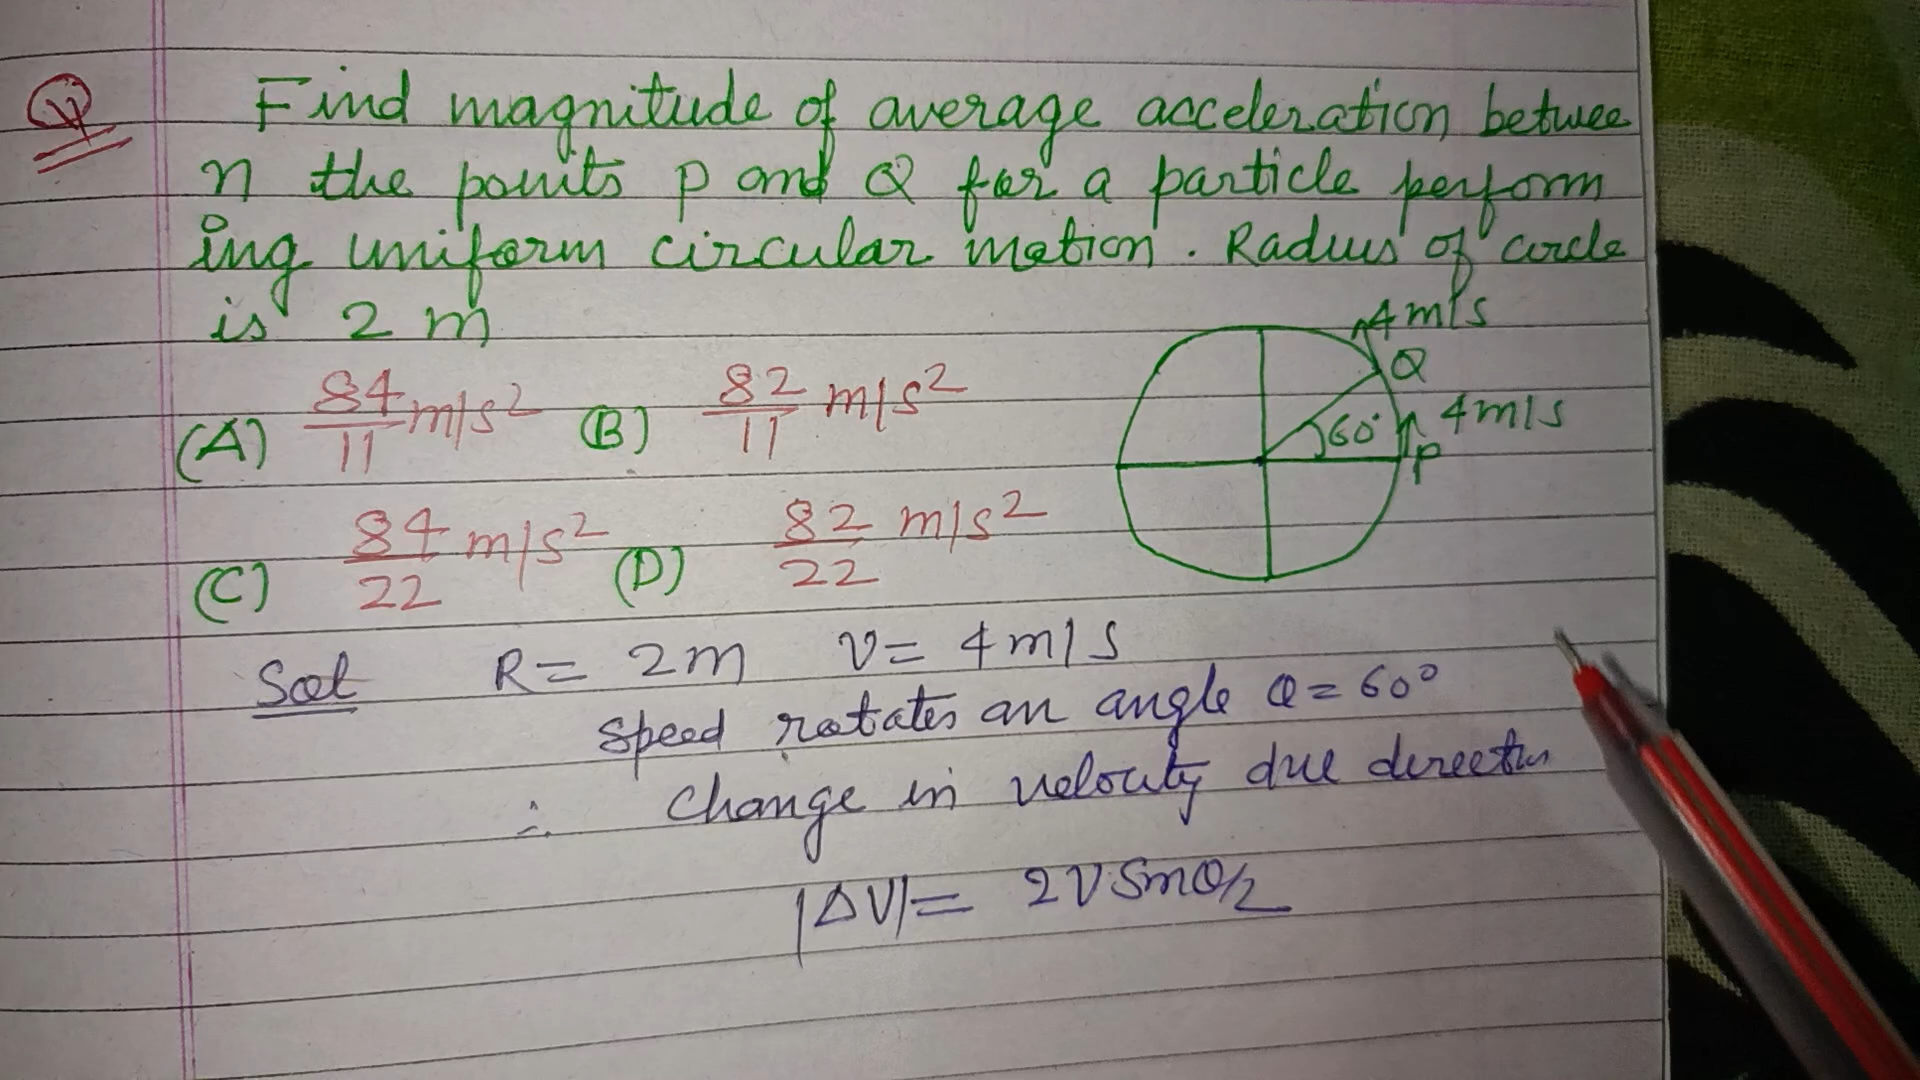 Q Find magnitude of average acceleration betwee
n the points P and Q for a particle perform
ing uniform circular motion. Radius of circle
is 2 m
4 m/s
Q
60° 4 m/s
P
(A) 84/11 m/s² (B) 82/11 m/s²
(C) 84/22 m/s² (D) 82/22 m/s²
Sol R = 2m V = 4 m/s
speed rotates an angle θ = 60°
∴ change in velocity due direction
|ΔV| = 2V Sinθ/2